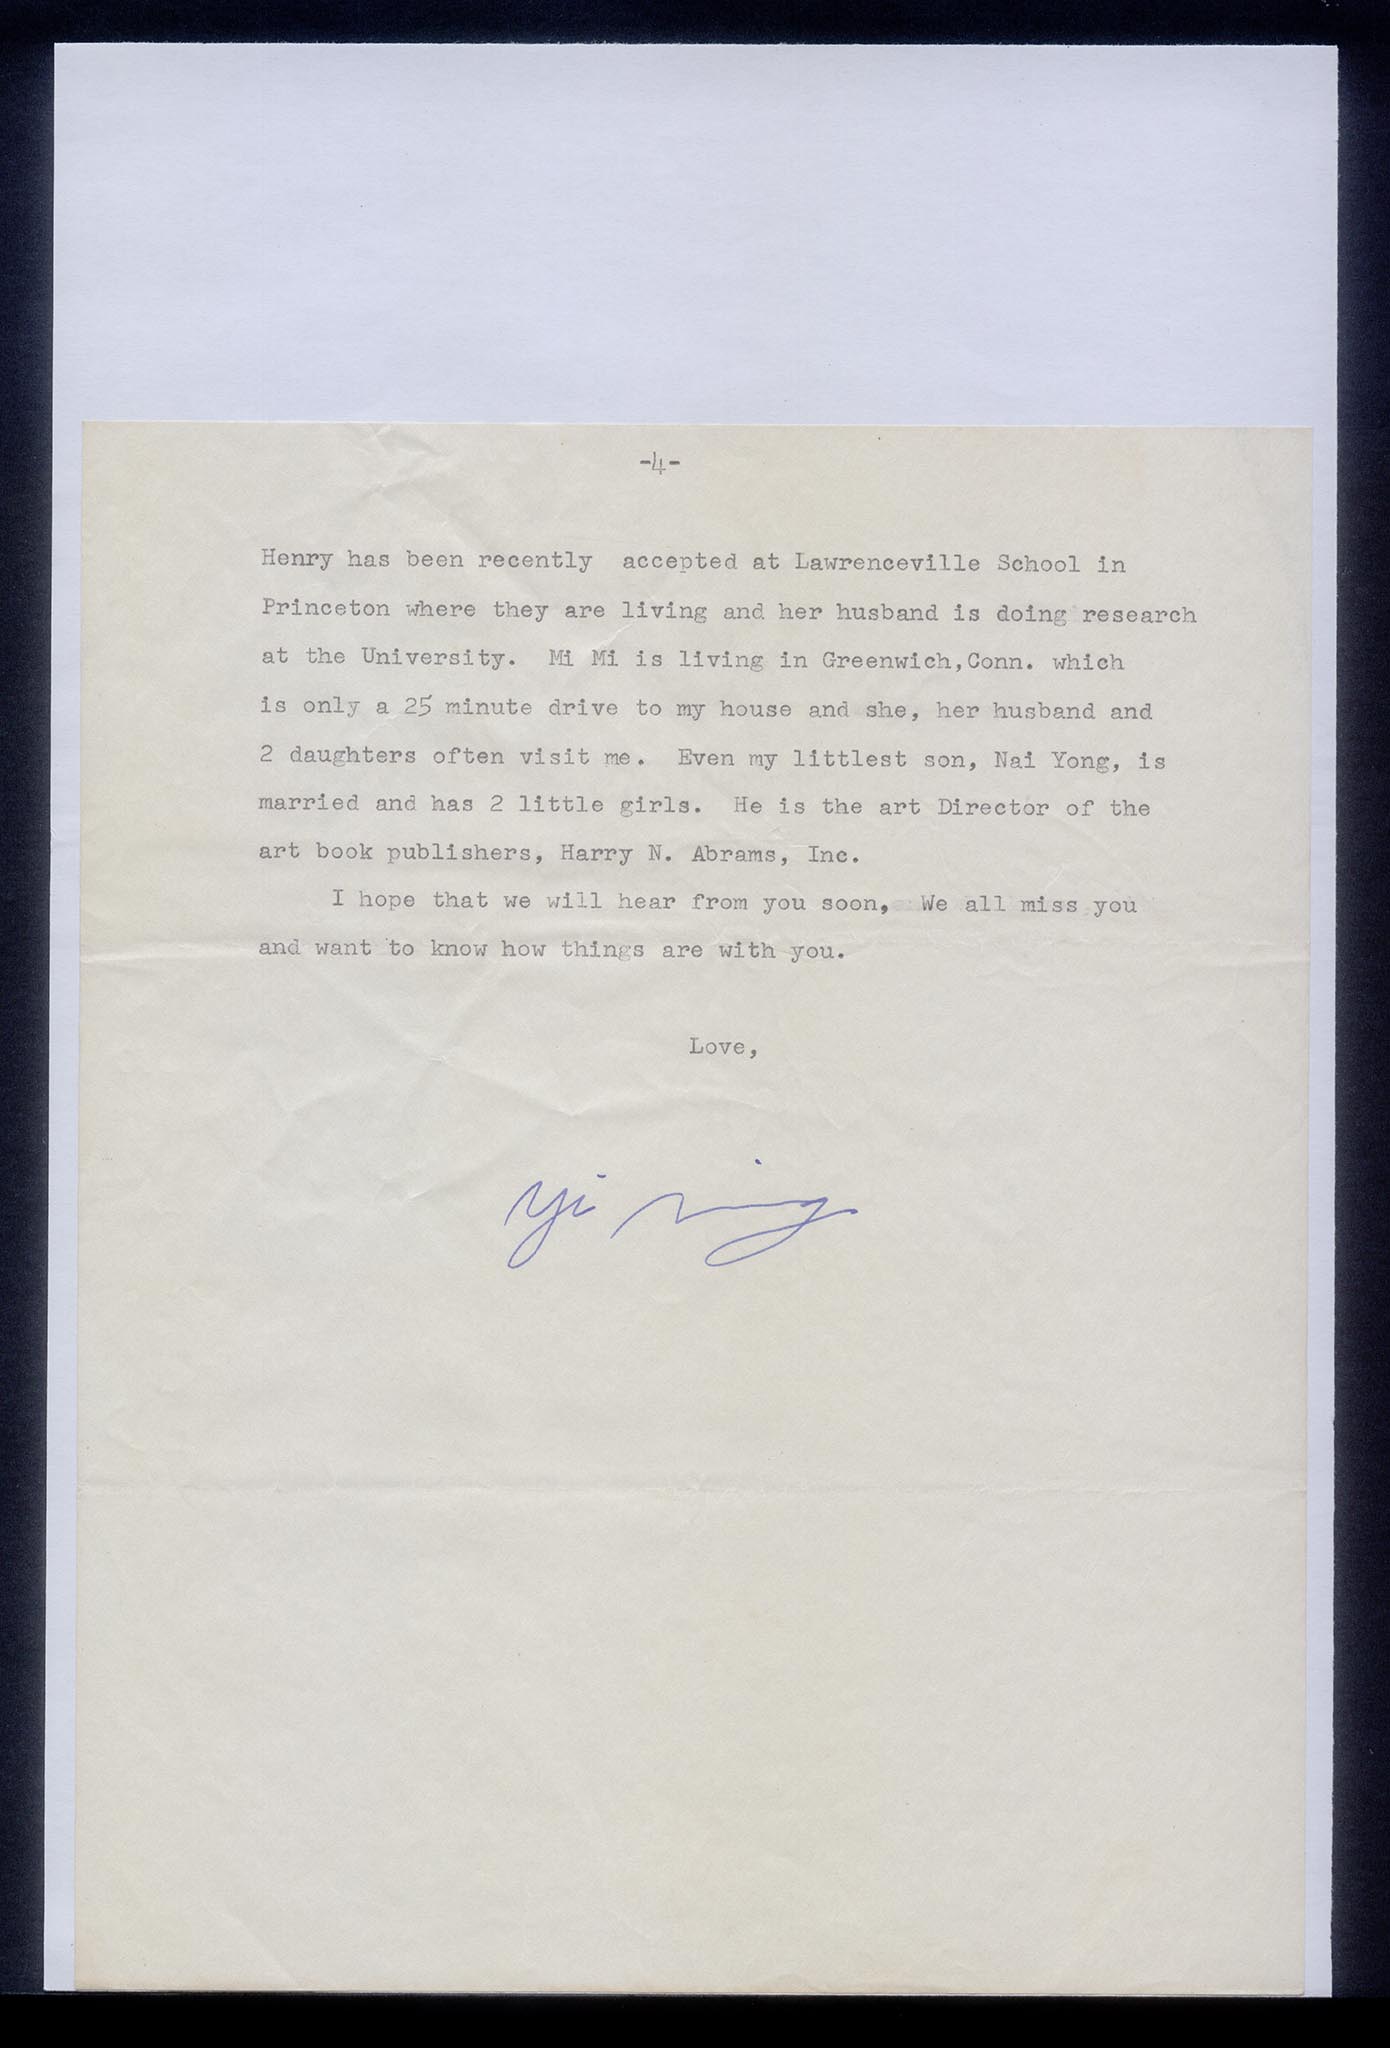 -4-
Henry has been recently accepted at Lawrenceville School in
Princeton where they are living and her husband is doing research
at the University. Mi Mi is living in Greenwich,Conn. which
is only a 25 minute drive to my house and she, her husband and
2 daughters often visit me. Even my littlest son, Nai Yong, is
married and has 2 little girls. He is the art Director of the
art book publishers, Harry N. Abrams, Inc.
I hope that we will hear from you soon, We all miss you
and want to know how things are with you.
Love,
Yi